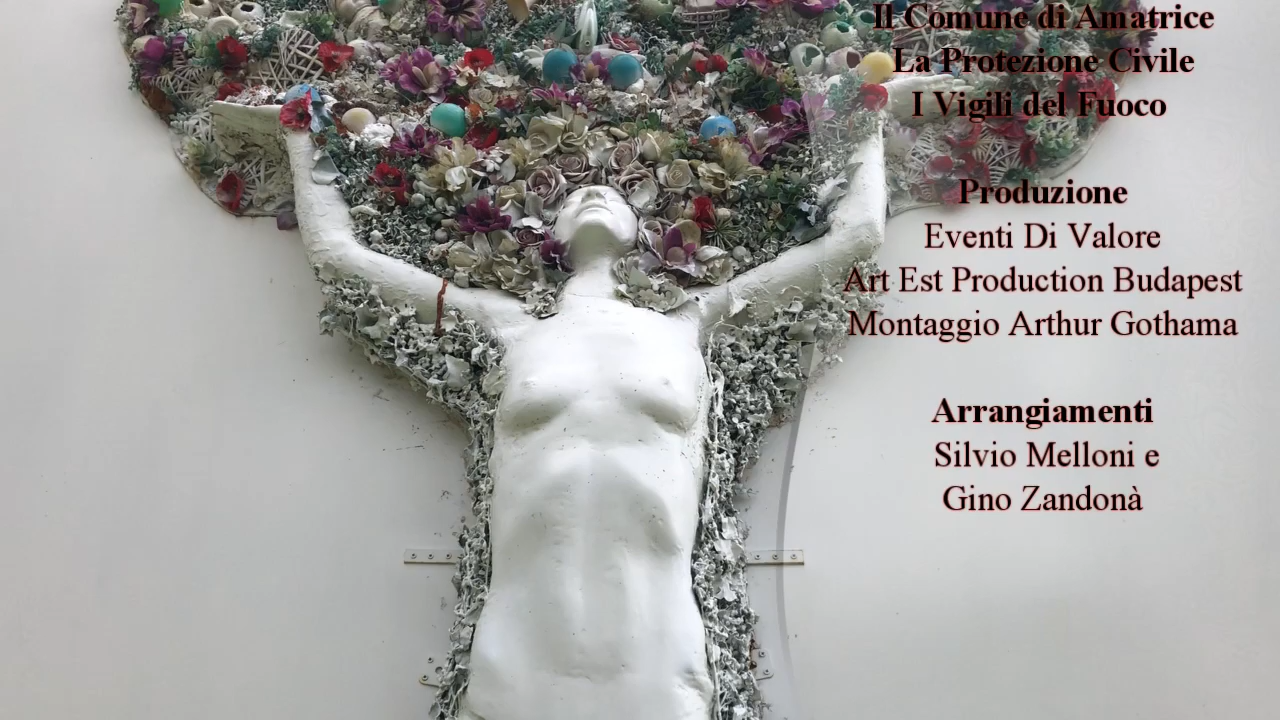 Il Comune di Amatrice
La Protezione Civile
I Vigili del Fuoco
Produzione
Eventi Di Valore
Art Est Production Budapest
Montaggio Arthur Gothama
Arrangiamenti
Silvio Melloni e
Gino Zandonà